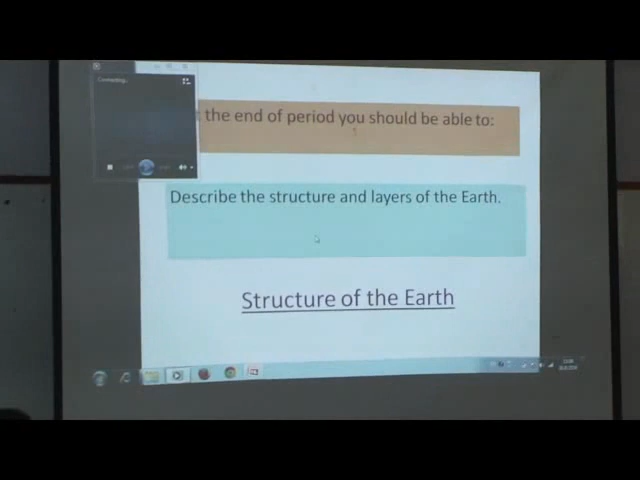 Connecting...
the end of period you should be able to:
Describe the structure and layers of the Earth.
Structure of the Earth